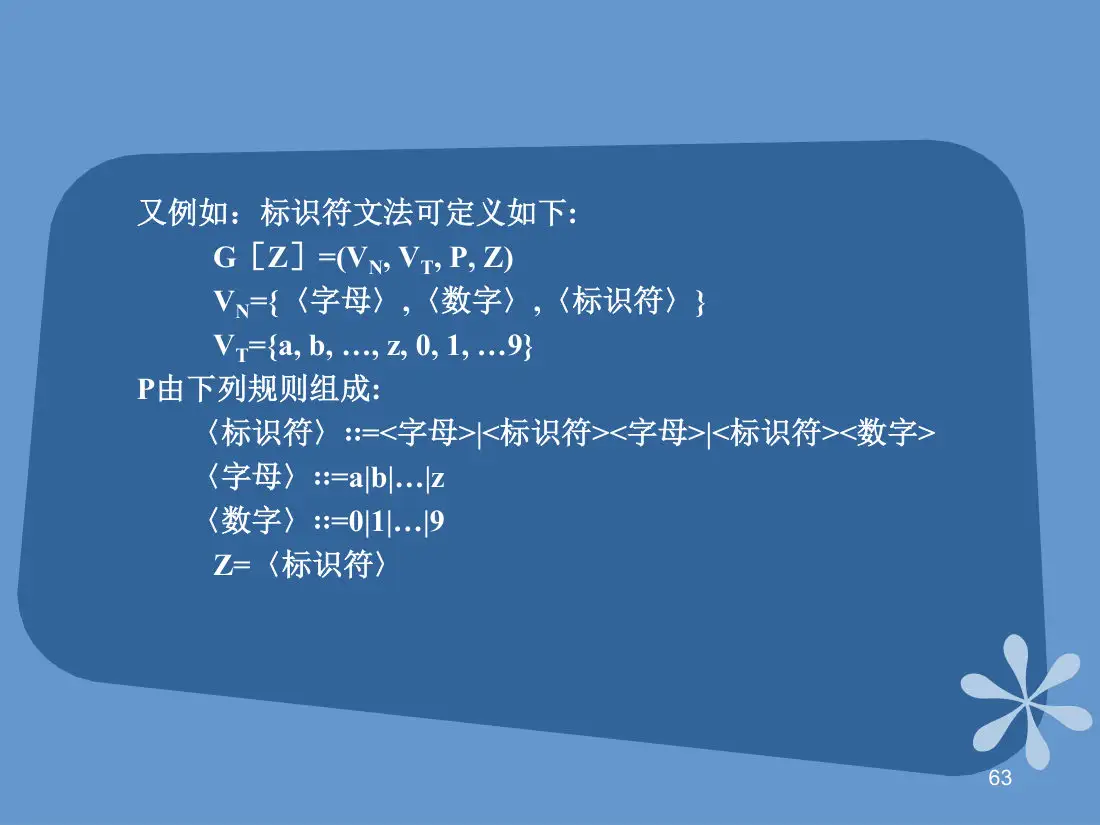 又例如：标识符文法可定义如下:
G［Z］=(VN, VT, P, Z)
VN={〈字母〉,〈数字〉,〈标识符〉}
VT={a, b, …, z, 0, 1, …9}
P由下列规则组成:
〈标识符〉∷=<字母>|<标识符><字母>|<标识符><数字>
〈字母〉∷=a|b|…|z
〈数字〉∷=0|1|…|9
Z=〈标识符〉
63